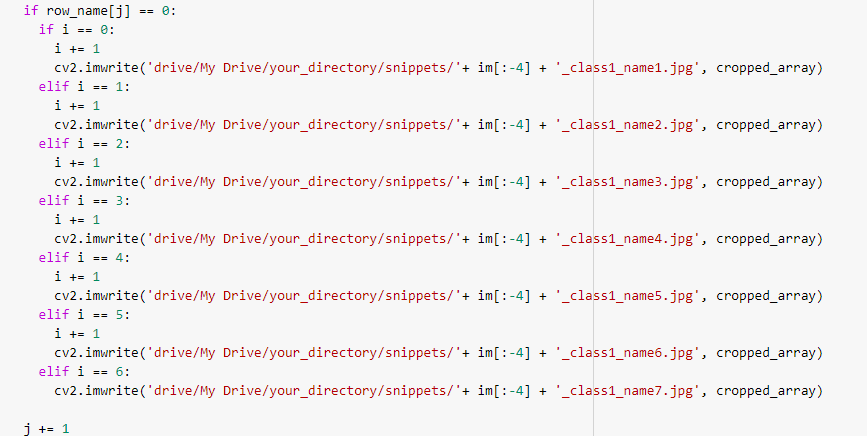 if row_name[j] == 0:
if i == 0:
i += 1
cv2.imwrite('drive/My Drive/your_directory/snippets/'+ im[:-4] + '_class1_name1.jpg', cropped_array)
elif i == 1:
i += 1
cv2.imwrite('drive/My Drive/your_directory/snippets/'+ im[:-4] + '_class1_name2.jpg', cropped_array)
elif i == 2:
i += 1
cv2.imwrite('drive/My Drive/your_directory/snippets/'+ im[:-4] + '_class1_name3.jpg', cropped_array)
elif i == 3:
i += 1
cv2.imwrite('drive/My Drive/your_directory/snippets/'+ im[:-4] + '_class1_name4.jpg', cropped_array)
elif i == 4:
i += 1
cv2.imwrite('drive/My Drive/your_directory/snippets/'+ im[:-4] + '_class1_name5.jpg', cropped_array)
elif i == 5:
i += 1
cv2.imwrite('drive/My Drive/your_directory/snippets/'+ im[:-4] + '_class1_name6.jpg', cropped_array)
elif i == 6:
cv2.imwrite('drive/My Drive/your_directory/snippets/'+ im[:-4] + '_class1_name7.jpg', cropped_array)
j += 1